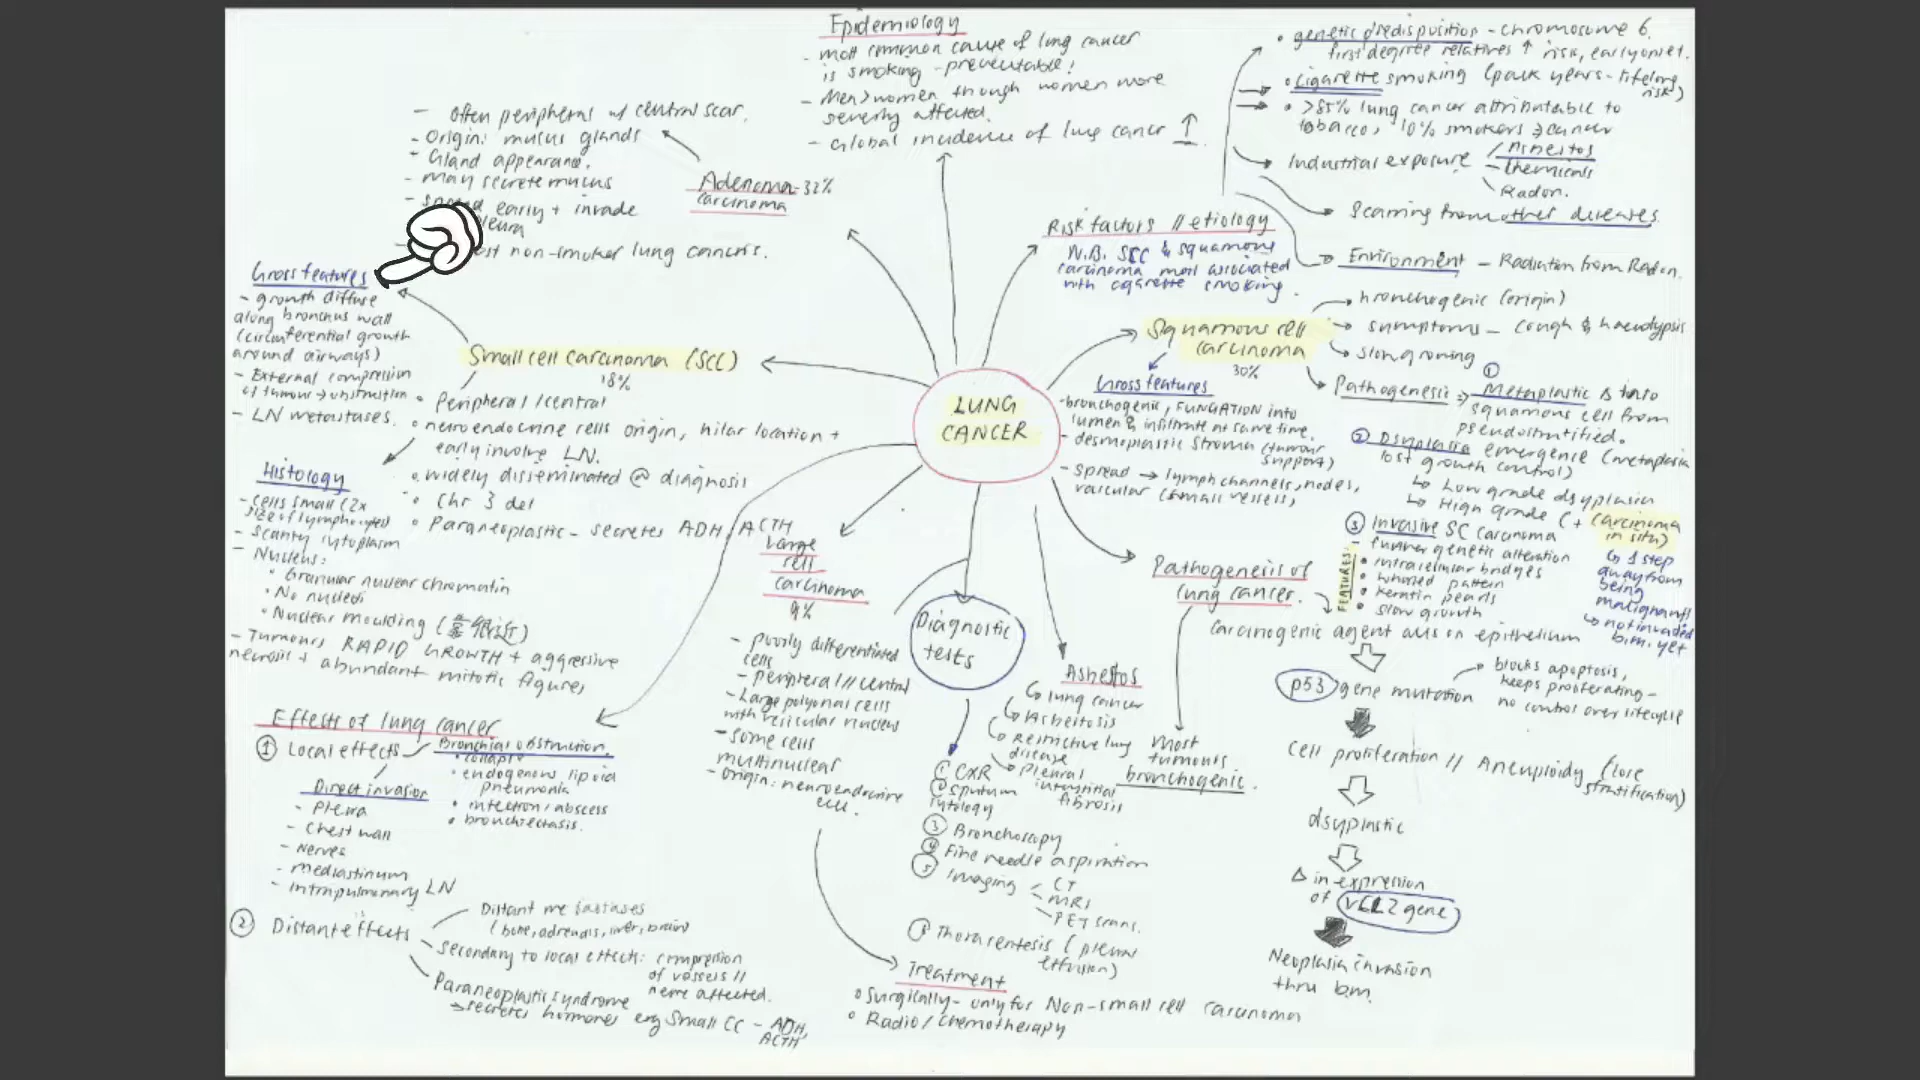 Epidemiology
- most common cause of lung cancer
is smoking - preventable!
- Men > women though women more
severely affected.
- Global incidence of lung cancer ↑
• genetic predisposition - chromosome 6.
first degree relatives ↑ risk, early onset.
• cigarette smoking (pack years - lifelong
risk)
• >85% lung cancer attributable to
tobacco, 10% smokers → cancer
Industrial exposure
Asbestos
Chemicals
Radon.
Scarring from other diseases.
Environment - Radiation from Radon.
Risk factors // etiology
N.B. SCC & squamous
carcinoma most associated
with cigarette smoking.
- often peripheral w/ central scar.
- Origin: mucus glands
- Gland appearance.
- may secrete mucus
- spread early + invade
pleura
- most non-smoker lung cancers.
Adeno - 32%
carcinoma
Gross features
- growth diffuse
along bronchus wall
(circumferential growth
around airways)
- External compression
of tumour → obstruction
- LN metastases.
Small cell carcinoma (SCC)
18%
• Peripheral / central
• neuroendocrine cells origin, hilar location +
early involve LN.
• widely disseminated @ diagnosis
• Chr 3 del
• Paraneoplastic - secretes ADH/ACTH
Histology
- cells small (2x
size of lymphocytes)
- scanty cytoplasm
- Nucleus:
• Granular nuclear chromatin
• No nucleoli
• Nuclear moulding
- Tumours RAPID GROWTH + aggressive
necrosis + abundant mitotic figures
LUNG
CANCER
Squamous cell
carcinoma
30%
bronchogenic (origin)
symptoms - cough & haemoptysis
slow growing
Gross features
- bronchogenic, FUNGATION into
lumen & infiltrate at same time.
- desmoplastic stroma (tumour
support)
- spread → lymph channels, nodes,
vascular (small vessels)
Pathogenesis →
① Metaplastic Δ into
squamous cell from
pseudostratified.
② Dsyplasia emergence (metaplasia
lost growth control)
↳ Low grade dsyplasia
↳ High grade (+ carcinoma
in situ)
↳ 1 step
away from
being
malignant!
↳ not invaded
b.m. yet
③ Invasive SC carcinoma
- further genetic alteration
FEATURES:
• intracellular bridges
• whorled pattern
• keratin pearls
• slow growth
Large
cell
carcinoma
9%
- poorly differentiated
cells
- peripheral // central
- Large polyonal cells
with vesicular nucleus
- some cells
multinuclear
- origin: neuroendocrine
cell.
Diagnostic
tests
① CXR
② Sputum
cytology
③ Bronchoscopy
④ Fine needle aspiration
⑤ Imaging
CT
MRI
PET scans.
Thoracentesis (pleural
effusion)
Asbestos
↳ lung cancer
↳ Asbestosis
↳ Restrictive lung
disease
↳ Pleural
interstitial
fibrosis
Pathogenesis of
lung cancer.
most
tumours
bronchogenic.
Carcinogenic agent acts on epithelium
p53 gene mutation
blocks apoptosis,
keeps proliferating -
no control over lifecycle
Cell proliferation // Aneuploidy (lose
stratification)
dsyplastic
Δ in expression
of gene
Neoplasia invasion
thru b.m.
Effects of lung cancer
① Local effects
Bronchial obstruction
• collapse
• endogenous lipoid
pneumonia
• infection/abscess
• bronchiectasis.
Direct invasion
- Pleura
- Chest wall
- Nerves
- mediastinum
- Intrapulmonary LN
② Distant effects
Distant metastases
(bone, adrenals, liver, brain)
Secondary to local effects: compression
of vessels //
nerve affected.
Paraneoplastic syndrome
→ secretes hormones eg Small CC - ADH,
ACTH
Treatment
• Surgically - only for Non-small cell carcinoma
• Radio/chemotherapy